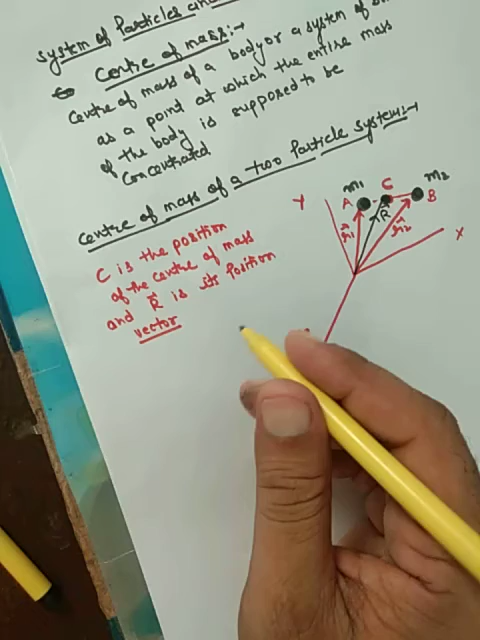 System of Particles and
Centre of mass:-
Centre of mass of a body or a system of
as a point at which the entire mass
of the body is supposed to be
concentrated
Centre of mass of a two Particle system:-
C is the position
of the centre of mass
and R is its Position
vector
Y
m1
A
C
m2
B
R
r1
r2
X